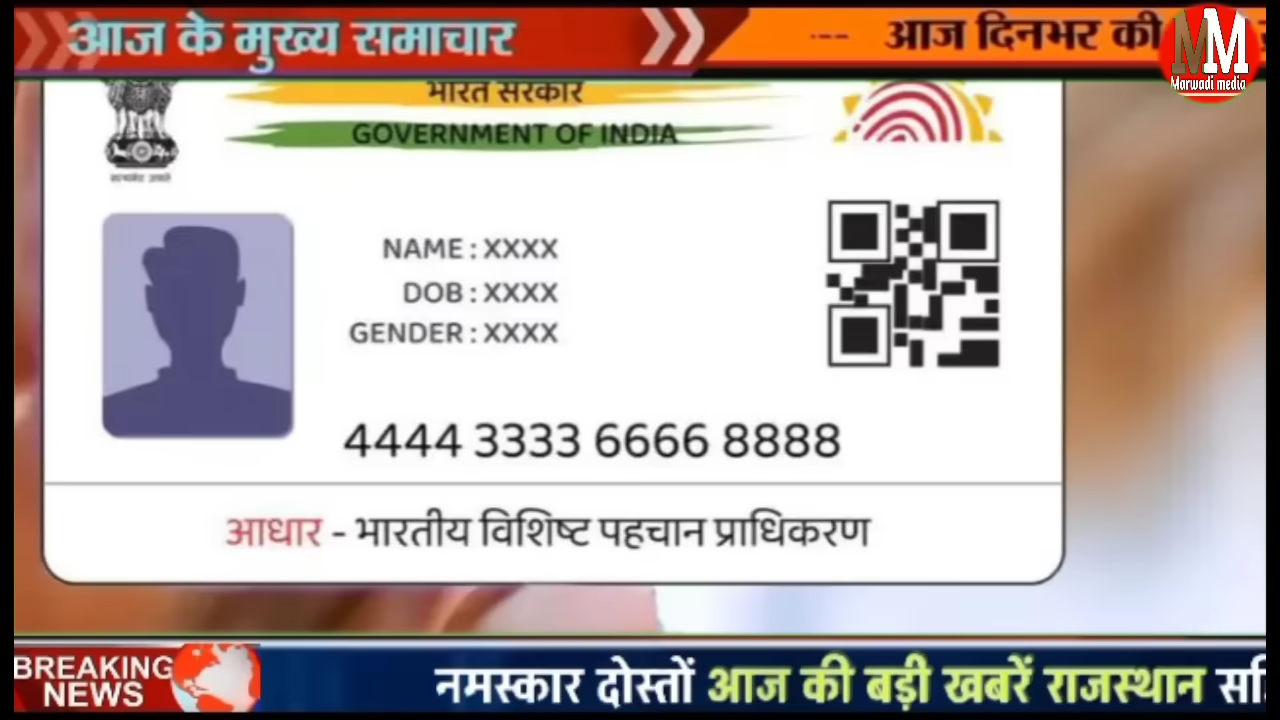 आज के मुख्य समाचार
--- आज दिनभर की
MM
Marwadi media
भारत सरकार
GOVERNMENT OF INDIA
NAME : XXXX
DOB : XXXX
GENDER : XXXX
4444 3333 6666 8888
आधार - भारतीय विशिष्ट पहचान प्राधिकरण
BREAKING
NEWS
नमस्कार दोस्तों आज की बड़ी खबरें राजस्थान